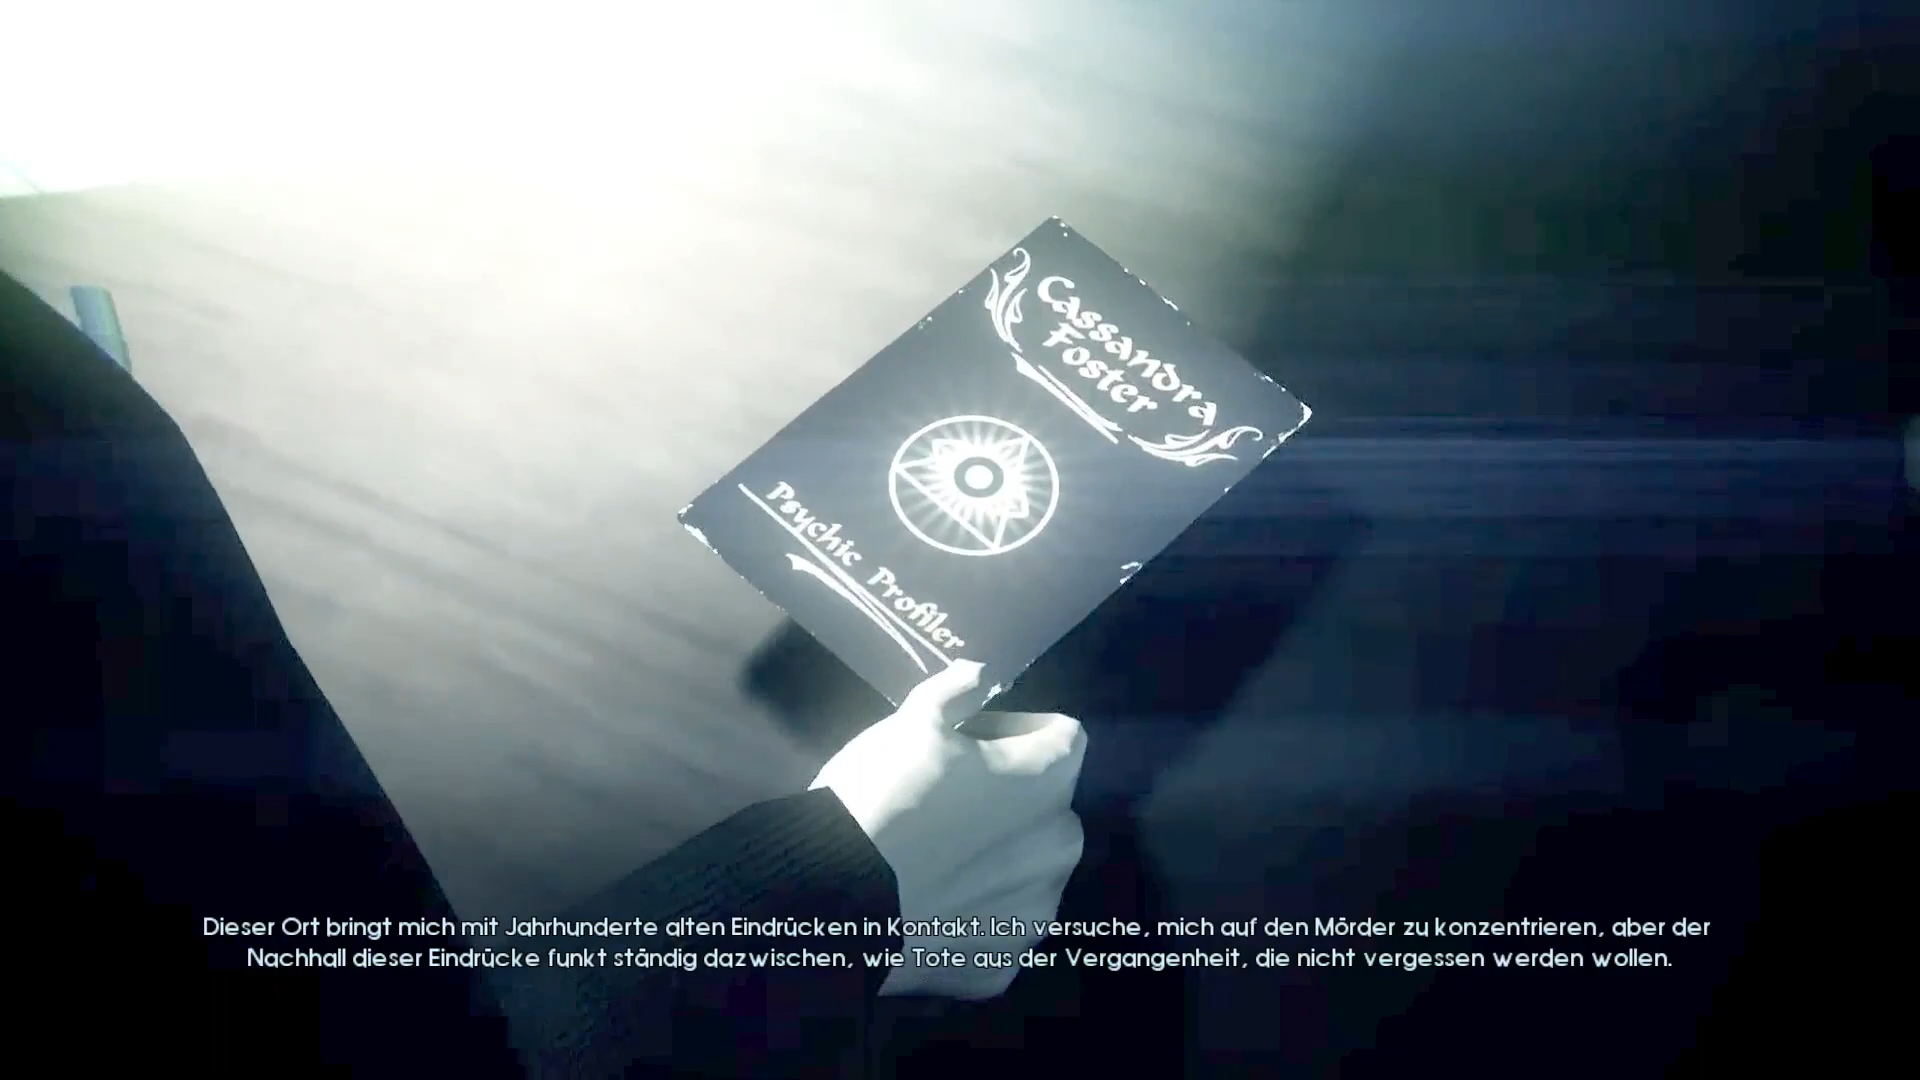 Cassandra
Foster
Psychic Profiler
Dieser Ort bringt mich mit Jahrhunderte alten Eindrücken in Kontakt. Ich versuche, mich auf den Mörder zu konzentrieren, aber der
Nachhall dieser Eindrücke funkt ständig dazwischen, wie Tote aus der Vergangenheit, die nicht vergessen werden wollen.